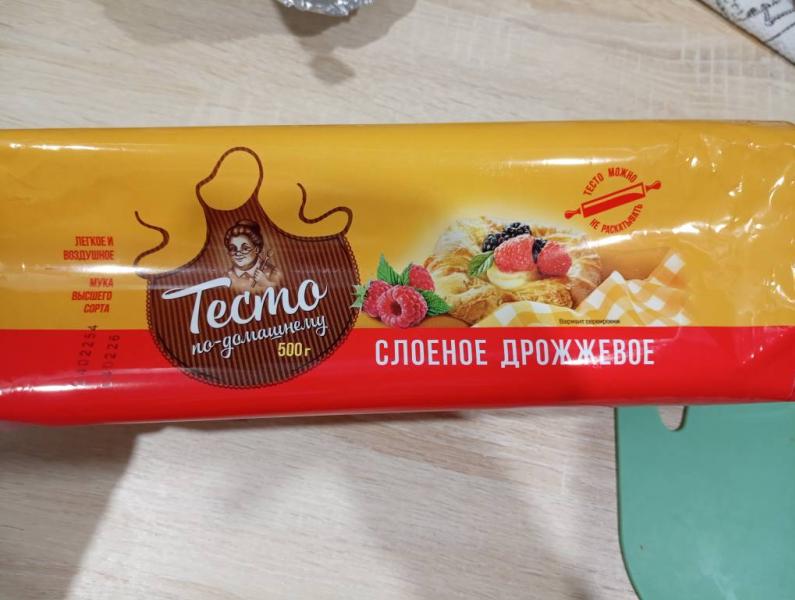 ЛЕГКОЕ И
ВОЗДУШНОЕ
МУКА
ВЫСШЕГО
СОРТА
Тесто
по-домашнему
500 г
СЛОЕНОЕ ДРОЖЖЕВОЕ
ТЕСТО МОЖНО
НЕ РАСКАТЫВАТЬ
Вариант сервировки